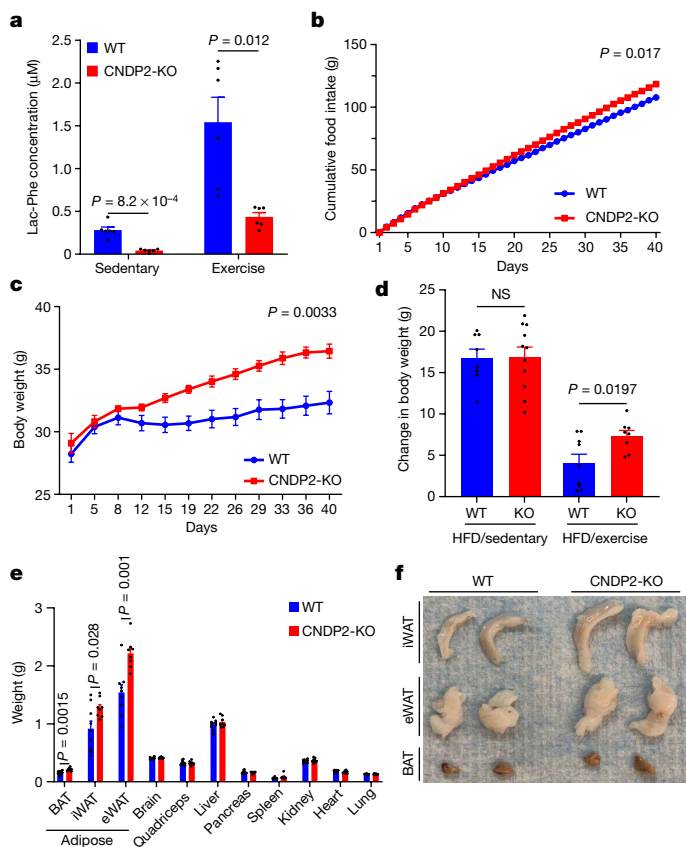 a
WT
CNDP2-KO
P = 0.012
P = 8.2 × 10⁻⁴
Lac-Phe concentration (μM)
2.5
2.0
1.5
1.0
0.5
0
Sedentary
Exercise
b
P = 0.017
Cumulative food intake (g)
150
100
50
0
WT
CNDP2-KO
1 5 10 15 20 25 30 35 40
Days
c
P = 0.0033
Body weight (g)
40
35
30
25
WT
CNDP2-KO
1 5 8 12 15 19 22 26 29 33 36 40
Days
d
NS
P = 0.0197
Change in body weight (g)
25
20
15
10
5
0
WT KO WT KO
HFD/sedentary HFD/exercise
e
P = 0.0015
P = 0.028
P = 0.001
WT
CNDP2-KO
Weight (g)
3
2
1
0
BAT
iWAT
eWAT
Brain
Quadriceps
Liver
Pancreas
Spleen
Kidney
Heart
Lung
Adipose
f
WT CNDP2-KO
iWAT
eWAT
BAT